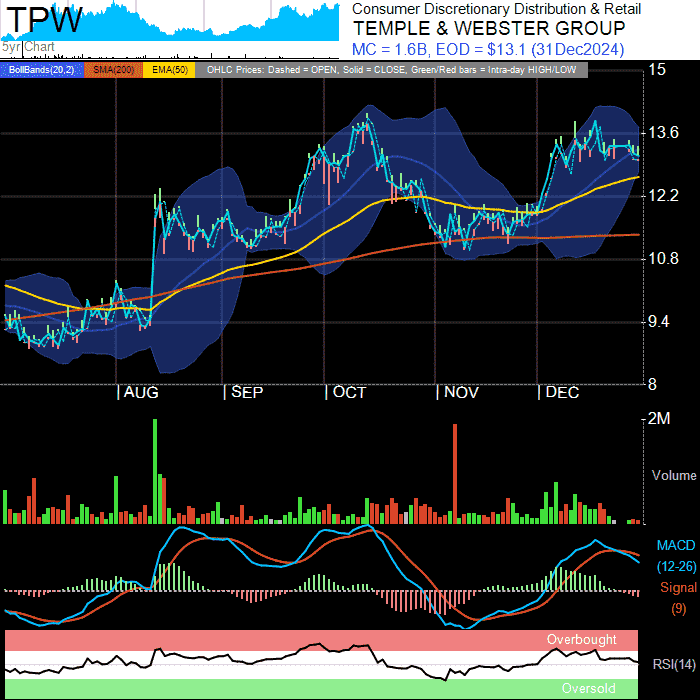 TPW
5yr Chart
Consumer Discretionary Distribution & Retail
TEMPLE & WEBSTER GROUP
MC = 1.6B, EOD = $13.1 (31Dec2024)
BollBands(20,2) SMA(200) EMA(50) OHLC Prices: Dashed = OPEN, Solid = CLOSE, Green/Red bars = Intra-day HIGH/LOW
15
13.6
12.2
10.8
9.4
8
AUG SEP OCT NOV DEC
2M
Volume
MACD
(12-26)
Signal
(9)
Overbought
RSI(14)
Oversold